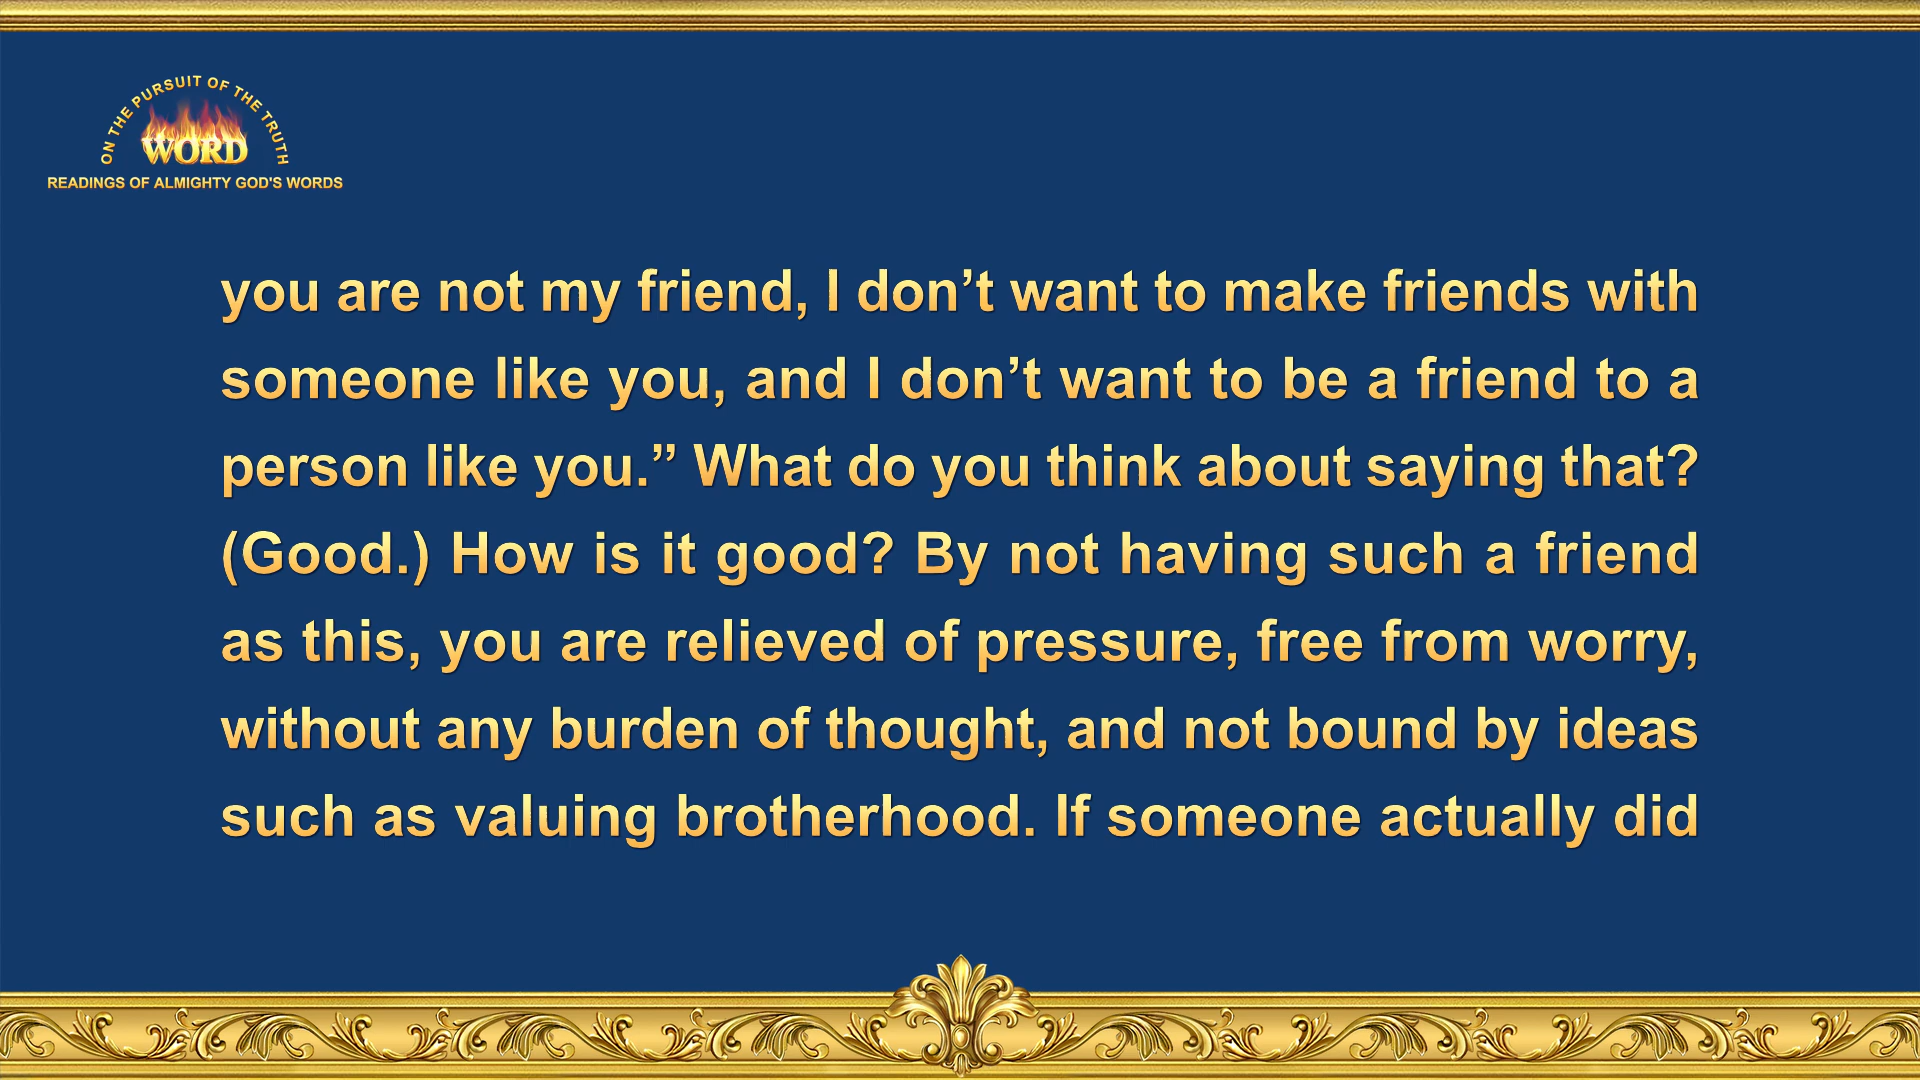 ON THE PURSUIT OF THE TRUTH
WORD
READINGS OF ALMIGHTY GOD'S WORDS
you are not my friend, I don’t want to make friends with
someone like you, and I don’t want to be a friend to a
person like you.” What do you think about saying that?
(Good.) How is it good? By not having such a friend
as this, you are relieved of pressure, free from worry,
without any burden of thought, and not bound by ideas
such as valuing brotherhood. If someone actually did